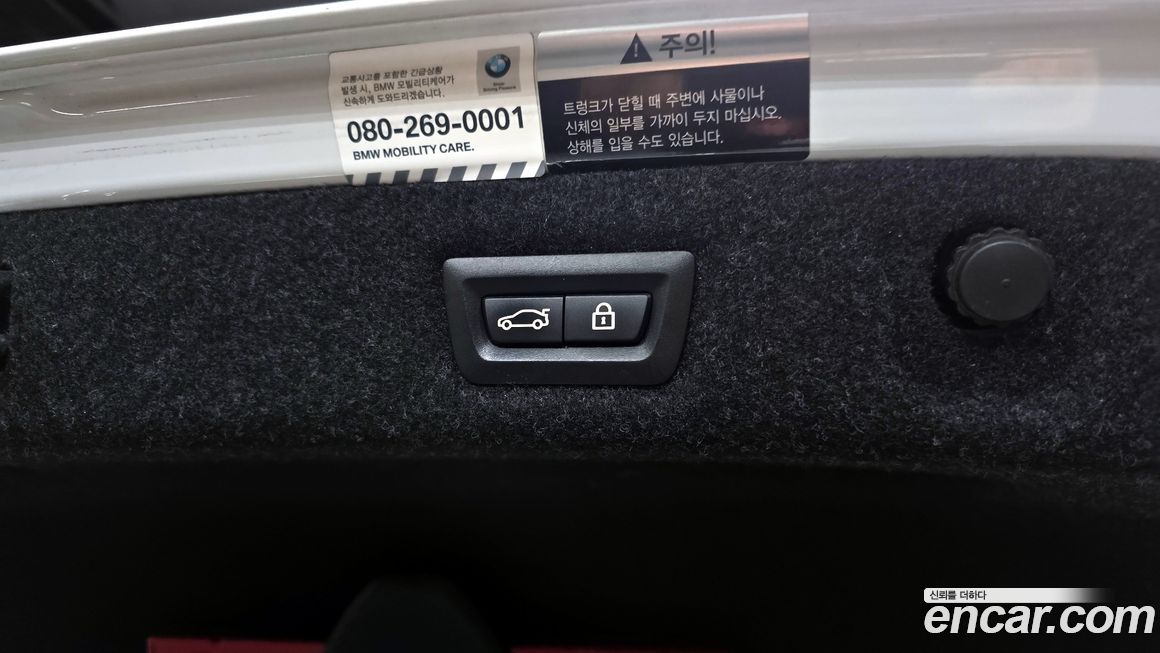 교통사고를 포함한 긴급상황
발생 시, BMW 모빌리티케어가
신속하게 도와드리겠습니다.
080-269-0001
BMW MOBILITY CARE.
주의!
트렁크가 닫힐 때 주변에 사물이나
신체의 일부를 가까이 두지 마십시오.
상해를 입을 수도 있습니다.
신뢰를 더하다
encar.com